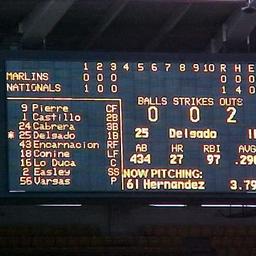 1 2 3 4 5 6 7 8 9 10 R H E
MARLINS 0 0 0 0 1 0
NATIONALS 1 0 0 1 4 0
9 Pierre CF
1 Castillo 2B
24 Cabrera 3B
* 25 Delgado 1B
43 Encarnacion RF
18 Conine LF
16 Lo Duca C
2 Easley SS
56 Vargas P
BALLS STRIKES OUTS
0 0 2
25 Delgado 1
AB HR RBI AVG
434 27 97 .29
NOW PITCHING:
61 Hernandez 3.79